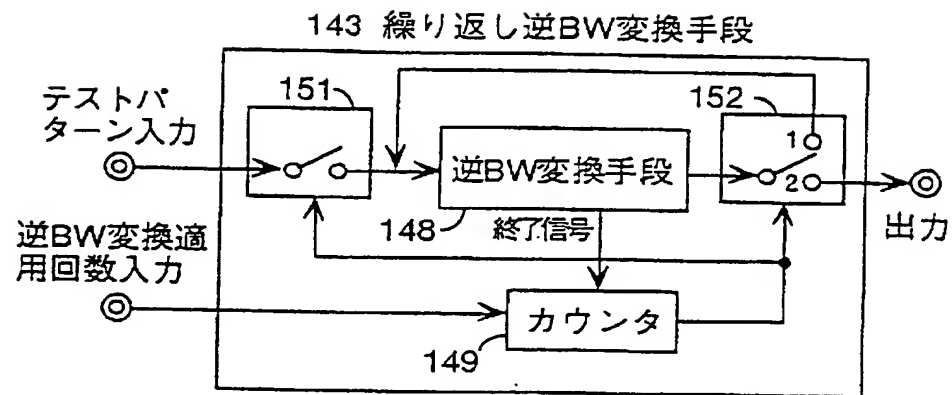 143 繰り返し逆BW変換手段
テストパ
ターン入力
151
152
1
2
逆BW変換手段
148
終了信号
出力
逆BW変換適
用回数入力
カウンタ
149